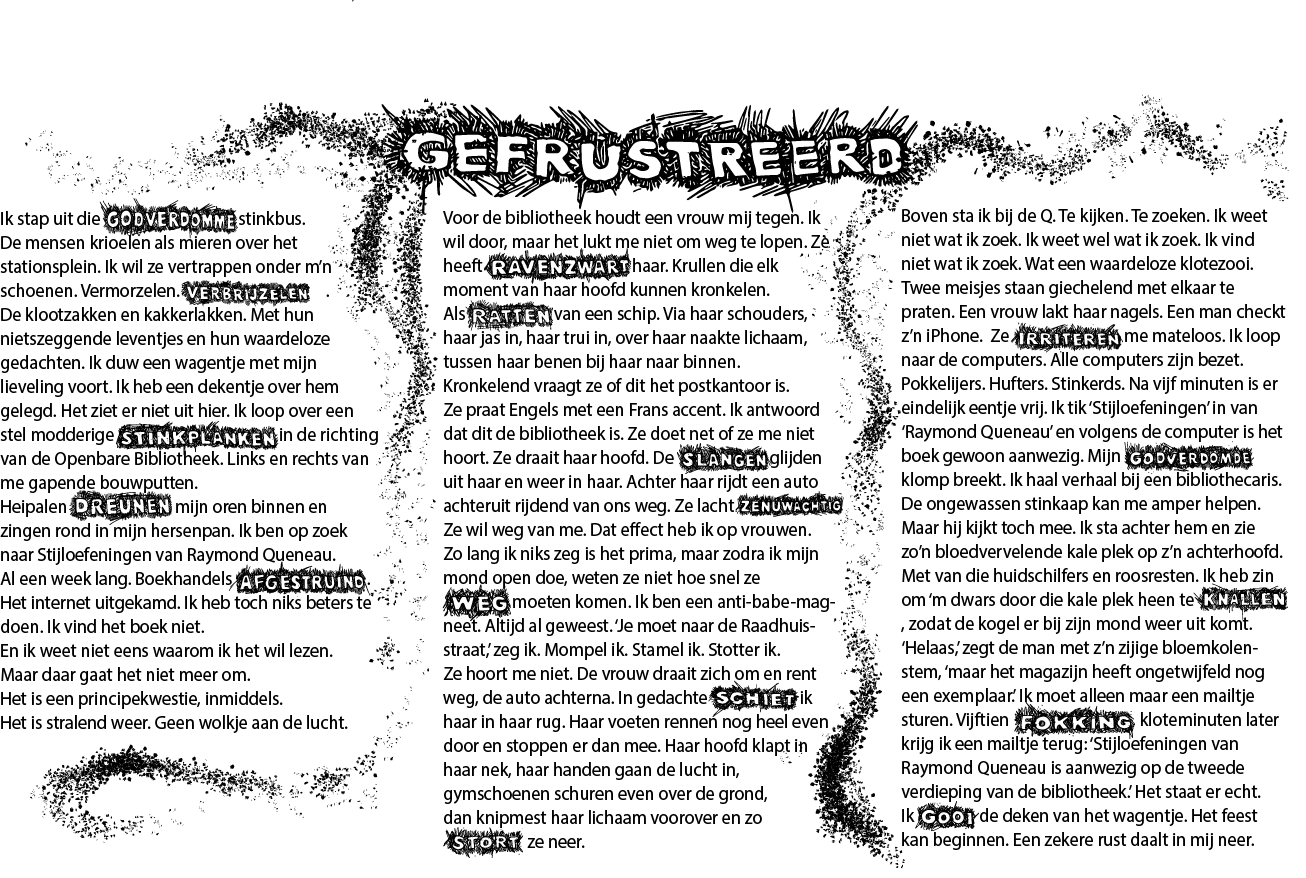 GEFRUSTREERD
Ik stap uit die GODVERDOMME stinkbus.
De mensen krioelen als mieren over het
stationsplein. Ik wil ze vertrappen onder m’n
schoenen. Vermorzelen. VERBRIJZELEN .
De klootzakken en kakkerlakken. Met hun
nietszeggende leventjes en hun waardeloze
gedachten. Ik duw een wagentje met mijn
lieveling voort. Ik heb een dekentje over hem
gelegd. Het ziet er niet uit hier. Ik loop over een
stel modderige STINKPLANKEN in de richting
van de Openbare Bibliotheek. Links en rechts van
me gapende bouwputten.
Heipalen DREUNEN mijn oren binnen en
zingen rond in mijn hersenpan. Ik ben op zoek
naar Stijloefeningen van Raymond Queneau.
Al een week lang. Boekhandels AFGESTRUIND.
Het internet uitgekamd. Ik heb toch niks beters te
doen. Ik vind het boek niet.
En ik weet niet eens waarom ik het wil lezen.
Maar daar gaat het niet meer om.
Het is een principekwestie, inmiddels.
Het is stralend weer. Geen wolkje aan de lucht.
Voor de bibliotheek houdt een vrouw mij tegen. Ik
wil door, maar het lukt me niet om weg te lopen. Ze
heeft RAVENZWART haar. Krullen die elk
moment van haar hoofd kunnen kronkelen.
Als RATTEN van een schip. Via haar schouders,
haar jas in, haar trui in, over haar naakte lichaam,
tussen haar benen bij haar naar binnen.
Kronkelend vraagt ze of dit het postkantoor is.
Ze praat Engels met een Frans accent. Ik antwoord
dat dit de bibliotheek is. Ze doet net of ze me niet
hoort. Ze draait haar hoofd. De SLANGEN glijden
uit haar en weer in haar. Achter haar rijdt een auto
achteruit rijdend van ons weg. Ze lacht ZENUWACHTIG
Ze wil weg van me. Dat effect heb ik op vrouwen.
Zo lang ik niks zeg is het prima, maar zodra ik mijn
mond open doe, weten ze niet hoe snel ze
WEG moeten komen. Ik ben een anti-babe-mag-
neet. Altijd al geweest. ‘Je moet naar de Raadhuis-
straat,’ zeg ik. Mompel ik. Stamel ik. Stotter ik.
Ze hoort me niet. De vrouw draait zich om en rent
weg, de auto achterna. In gedachte SCHIET ik
haar in haar rug. Haar voeten rennen nog heel even
door en stoppen er dan mee. Haar hoofd klapt in
haar nek, haar handen gaan de lucht in,
gymschoenen schuren even over de grond,
dan knipmest haar lichaam voorover en zo
STORT ze neer.
Boven sta ik bij de Q. Te kijken. Te zoeken. Ik weet
niet wat ik zoek. Ik weet wel wat ik zoek. Ik vind
niet wat ik zoek. Wat een waardeloze klotezooi.
Twee meisjes staan giechelend met elkaar te
praten. Een vrouw lakt haar nagels. Een man checkt
z’n iPhone. Ze IRRITEREN me mateloos. Ik loop
naar de computers. Alle computers zijn bezet.
Pokkelijers. Hufters. Stinkerds. Na vijf minuten is er
eindelijk eentje vrij. Ik tik ‘Stijloefeningen’ in van
‘Raymond Queneau’ en volgens de computer is het
boek gewoon aanwezig. Mijn GODVERDOMDE
klomp breekt. Ik haal verhaal bij een bibliothecaris.
De ongewassen stinkaap kan me amper helpen.
Maar hij kijkt toch mee. Ik sta achter hem en zie
zo’n bloedvervelende kale plek op z’n achterhoofd.
Met van die huidschilfers en roosresten. Ik heb zin
om ‘m dwars door die kale plek heen te KNALLEN
, zodat de kogel er bij zijn mond weer uit komt.
‘Helaas,’ zegt de man met z’n zijige bloemkolen-
stem, ‘maar het magazijn heeft ongetwijfeld nog
een exemplaar.’ Ik moet alleen maar een mailtje
sturen. Vijftien FOKKING kloteminuten later
krijg ik een mailtje terug: ‘Stijloefeningen van
Raymond Queneau is aanwezig op de tweede
verdieping van de bibliotheek.’ Het staat er echt.
Ik GOOI de deken van het wagentje. Het feest
kan beginnen. Een zekere rust daalt in mij neer.